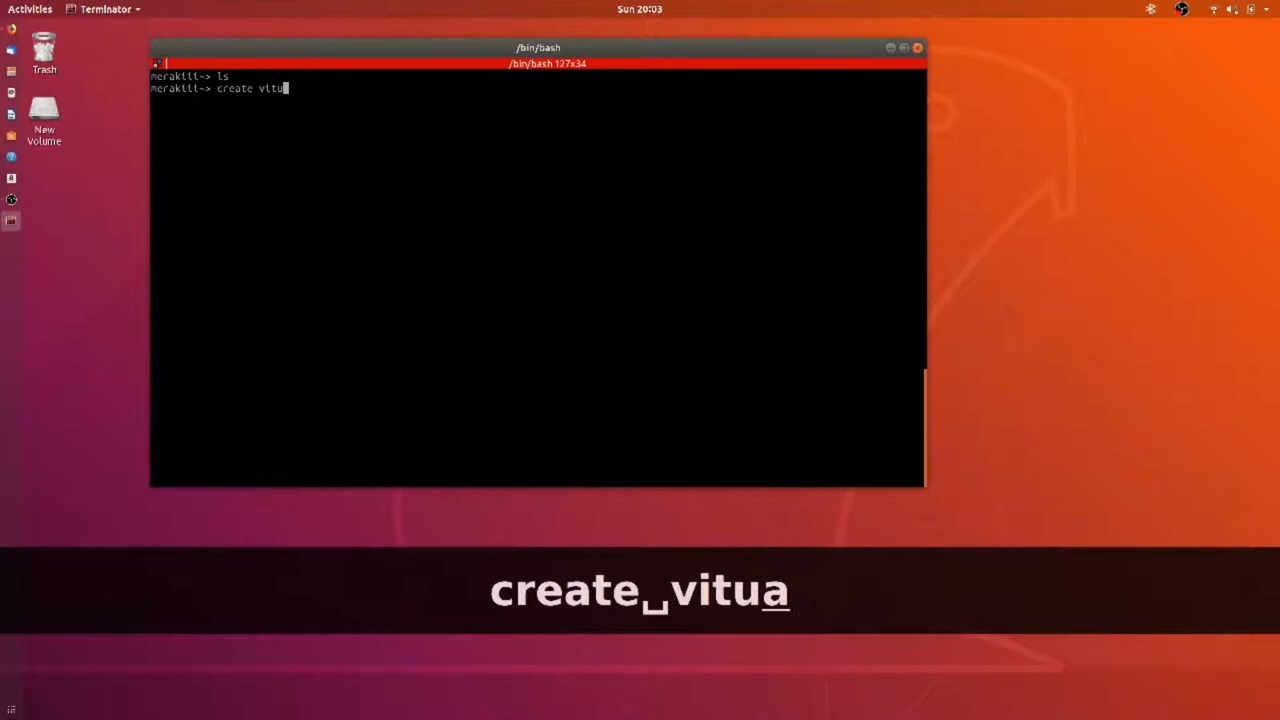 Activities Terminator Sun 20:03
Trash
New
Volume
/bin/bash
/bin/bash 127x34
merakiii~> ls
merakiii~> create vitu
create␣vitua